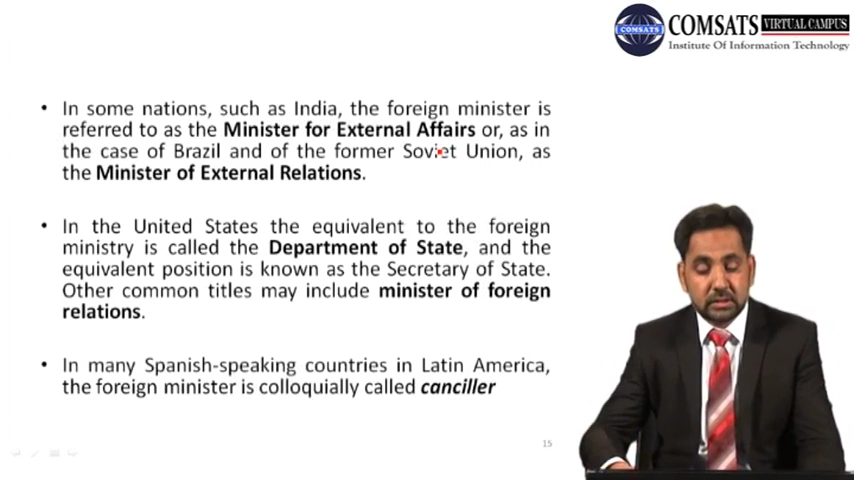 COMSATS
COMSATS VIRTUAL CAMPUS
Institute Of Information Technology
• In some nations, such as India, the foreign minister is
referred to as the Minister for External Affairs or, as in
the case of Brazil and of the former Soviet Union, as
the Minister of External Relations.
• In the United States the equivalent to the foreign
ministry is called the Department of State, and the
equivalent position is known as the Secretary of State.
Other common titles may include minister of foreign
relations.
• In many Spanish-speaking countries in Latin America,
the foreign minister is colloquially called canciller
15